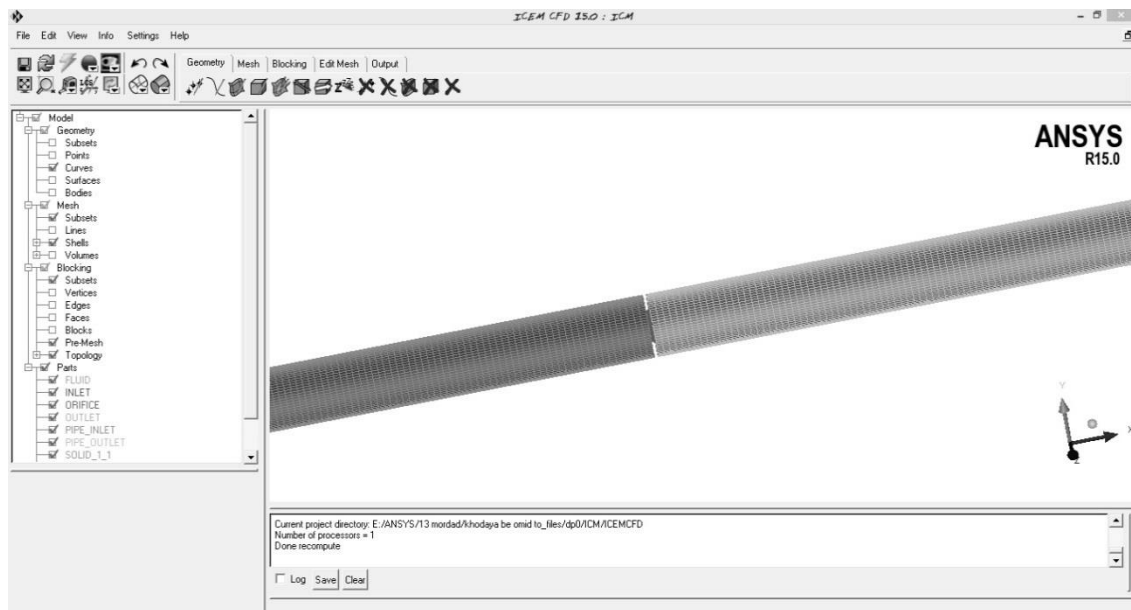 ICEM CFD 15.0 : ICM
File Edit View Info Settings Help
Geometry Mesh Blocking Edit Mesh Output
Model
Geometry
Subsets
Points
Curves
Surfaces
Bodies
Mesh
Subsets
Lines
Shells
Volumes
Blocking
Subsets
Vertices
Edges
Faces
Blocks
Pre-Mesh
Topology
Parts
FLUID
INLET
ORIFICE
OUTLET
PIPE_INLET
PIPE_OUTLET
SOLID_1_1
ANSYS
R15.0
Y
X
Z
Current project directory: E:/ANSYS/13 mordad/khodaya be omid to_files/dp0/ICM/ICEMCFD
Number of processors = 1
Done recompute
Log Save Clear